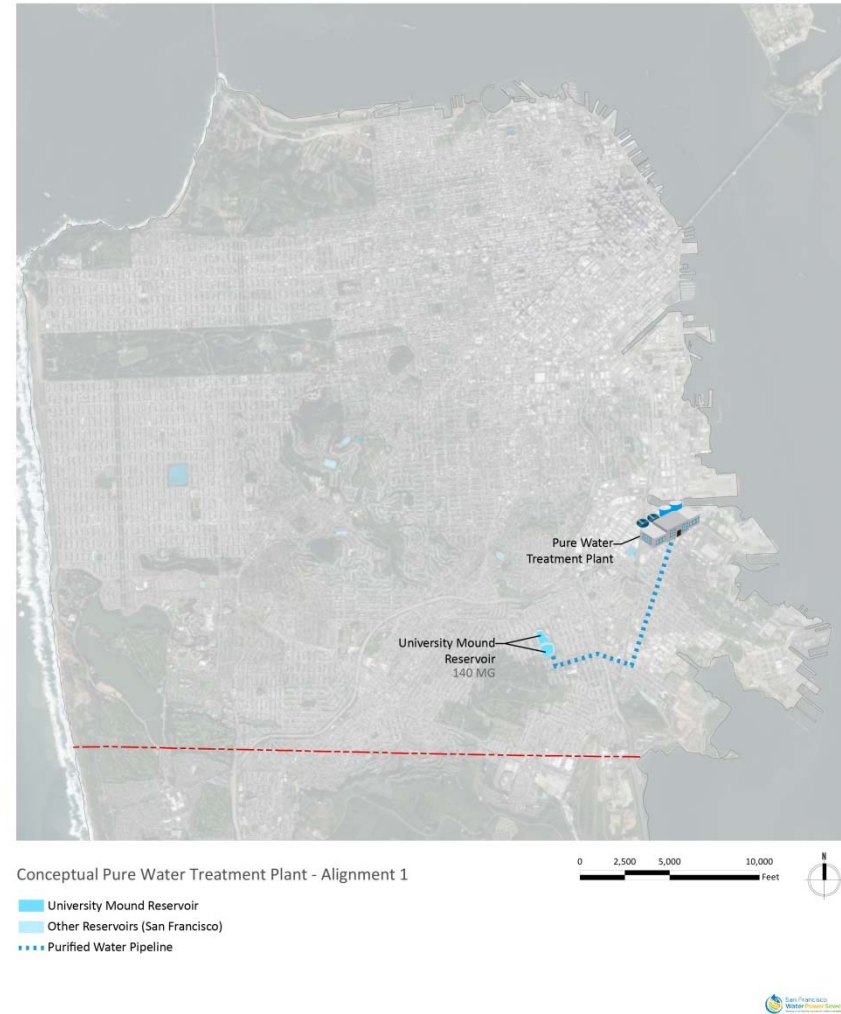 Pure Water
Treatment Plant
University Mound
Reservoir
140 MG
Conceptual Pure Water Treatment Plant - Alignment 1
0 2,500 5,000 10,000
Feet
N
University Mound Reservoir
Other Reservoirs (San Francisco)
Purified Water Pipeline
San Francisco
Water Power Sewer